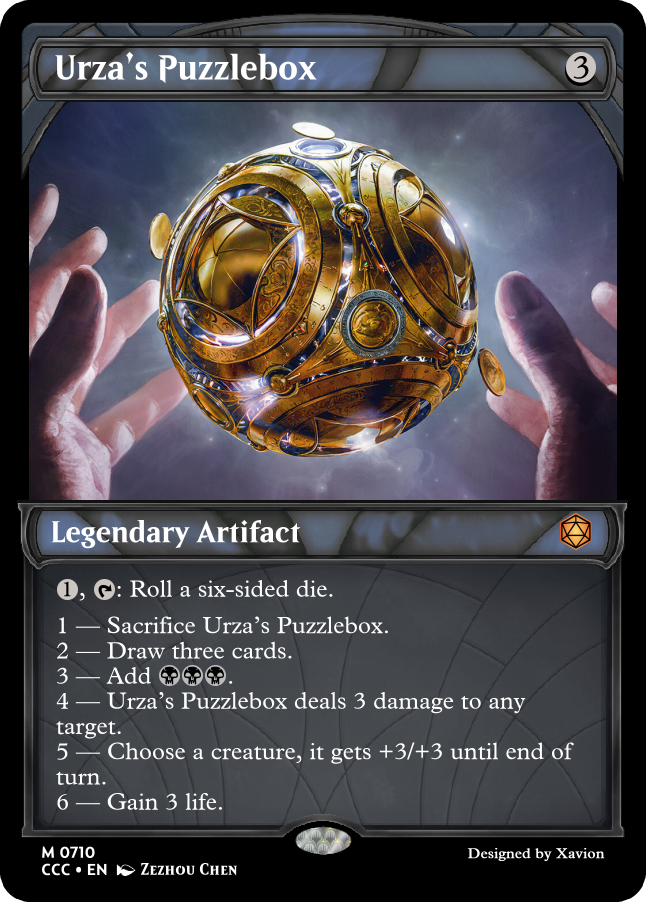 Urza's Puzzlebox 3
Legendary Artifact
1, : Roll a six-sided die.
1 — Sacrifice Urza's Puzzlebox.
2 — Draw three cards.
3 — Add .
4 — Urza's Puzzlebox deals 3 damage to any
target.
5 — Choose a creature, it gets +3/+3 until end of
turn.
6 — Gain 3 life.
M 0710
CCC • EN Zezhou Chen
Designed by Xavion